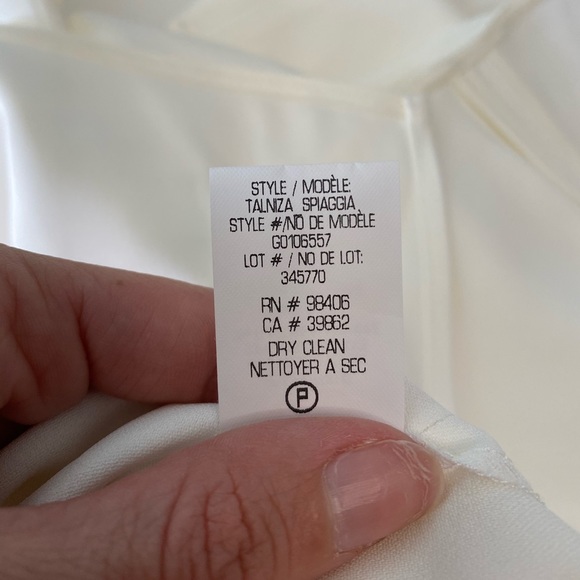 STYLE / MODÈLE:
TALNIZA SPIAGGIA
STYLE #/NO DE MODÈLE
G0106557
LOT # / NO DE LOT:
345770
RN # 98406
CA # 39862
DRY CLEAN
NETTOYER A SEC
P